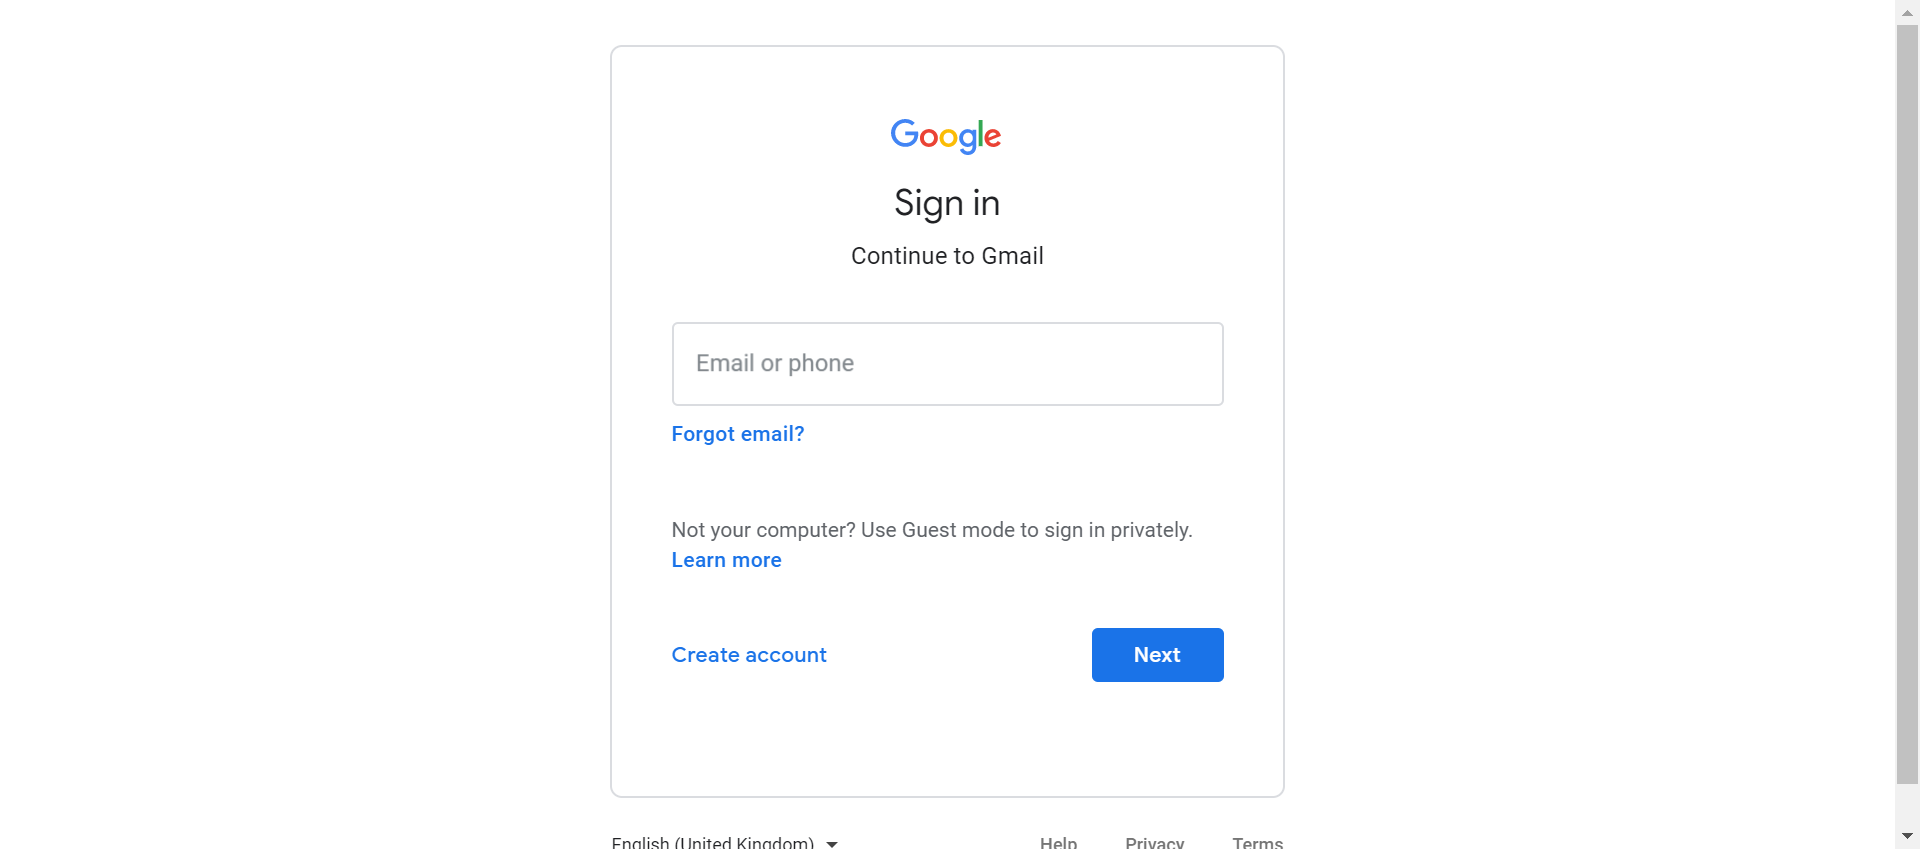 Google
Sign in
Continue to Gmail
Email or phone
Forgot email?
Not your computer? Use Guest mode to sign in privately.
Learn more
Create account
Next
English (United Kingdom)
Help
Privacy
Terms